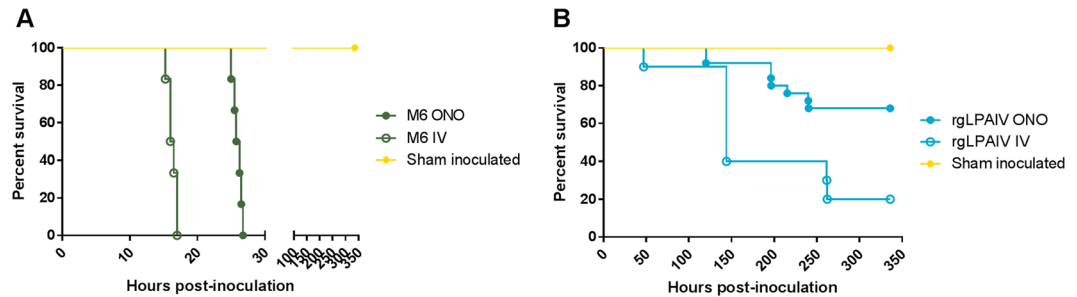 A
100
80
60
40
20
0
Percent survival
0 10 20 30 100 150 200 250 300 350
Hours post-inoculation
M6 ONO
M6 IV
Sham inoculated
B
100
80
60
40
20
0
Percent survival
0 50 100 150 200 250 300 350
Hours post-inoculation
rgLPAIV ONO
rgLPAIV IV
Sham inoculated